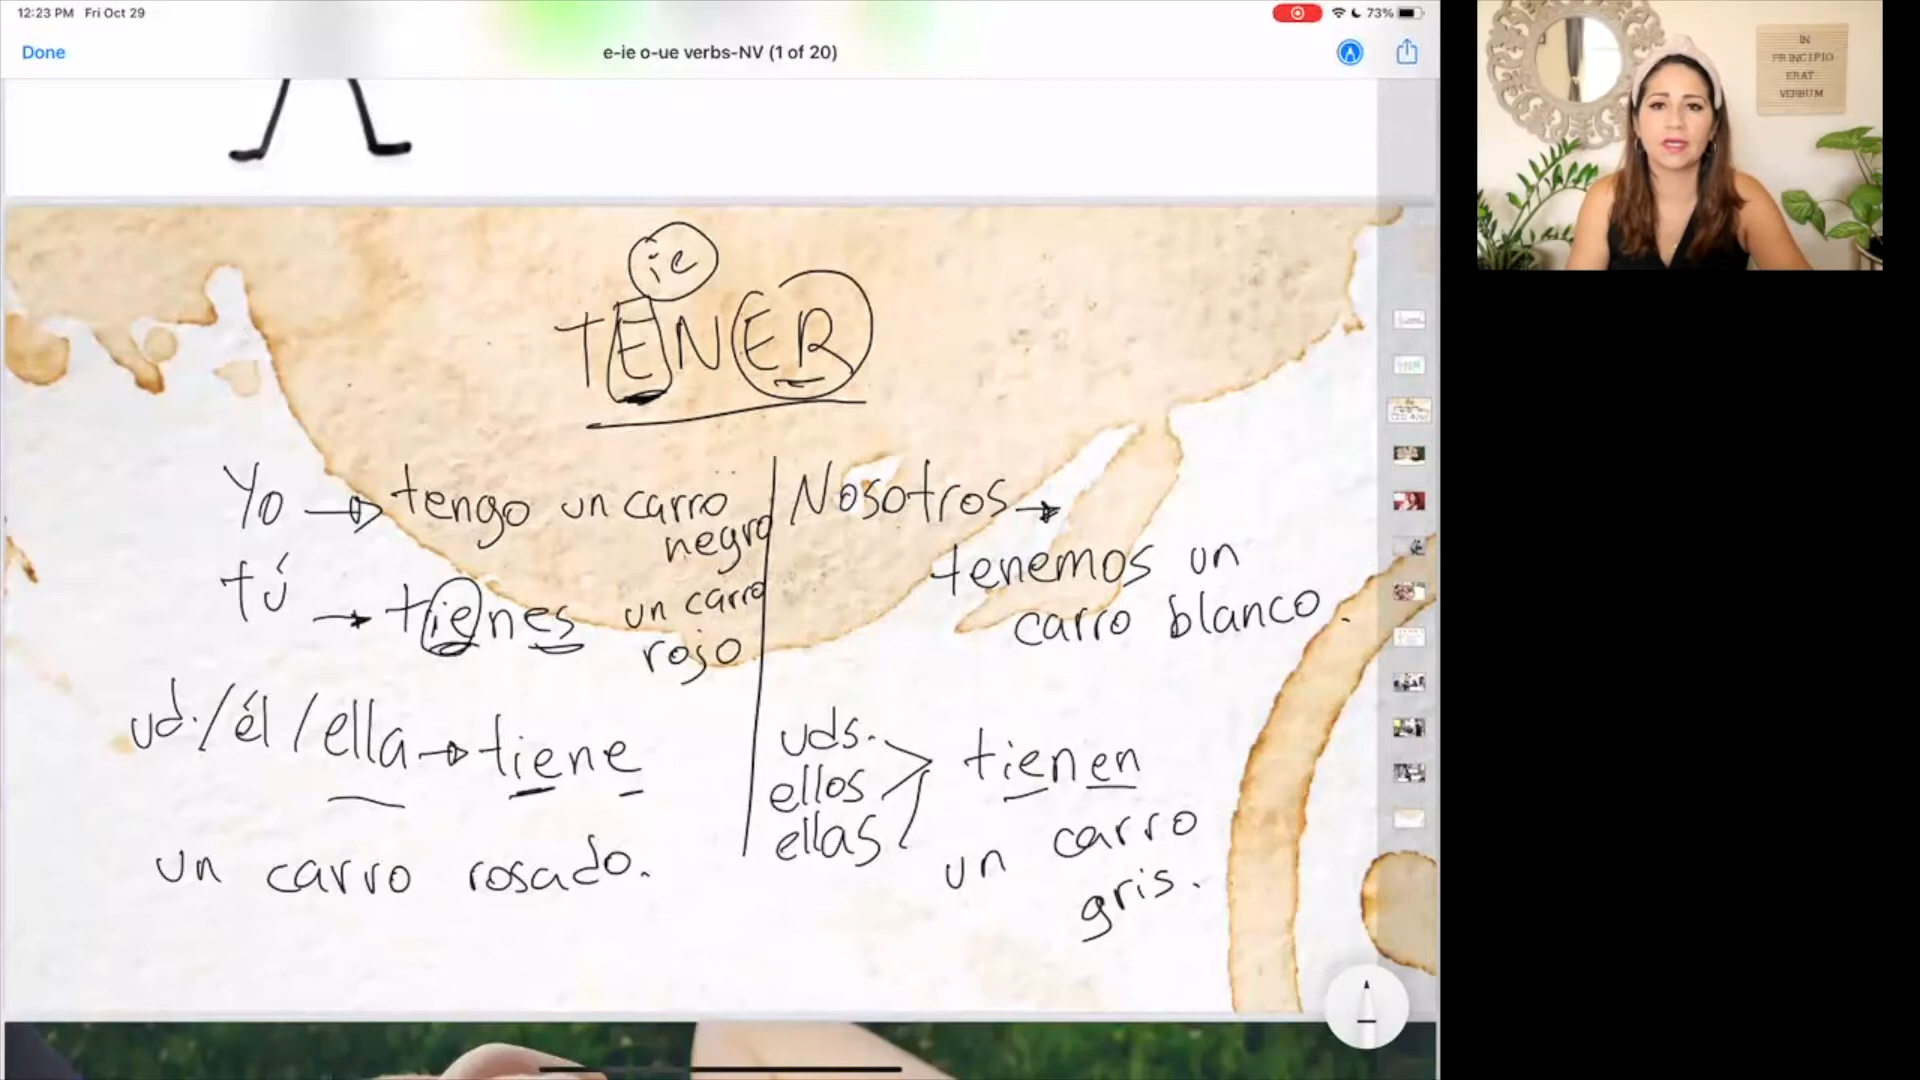 12:23 PM Fri Oct 29
73%
Done
e-ie o-ue verbs-NV (1 of 20)
IN
PRINCIPIO
ERAT
VERBUM
ie
TENER
Yo → tengo un carro
negro
tú → tienes un carro
rojo
ud./él/ella → tiene
un carro rosado.
Nosotros →
tenemos un
carro blanco.
uds.
ellos
ellas
tienen
un carro
gris.